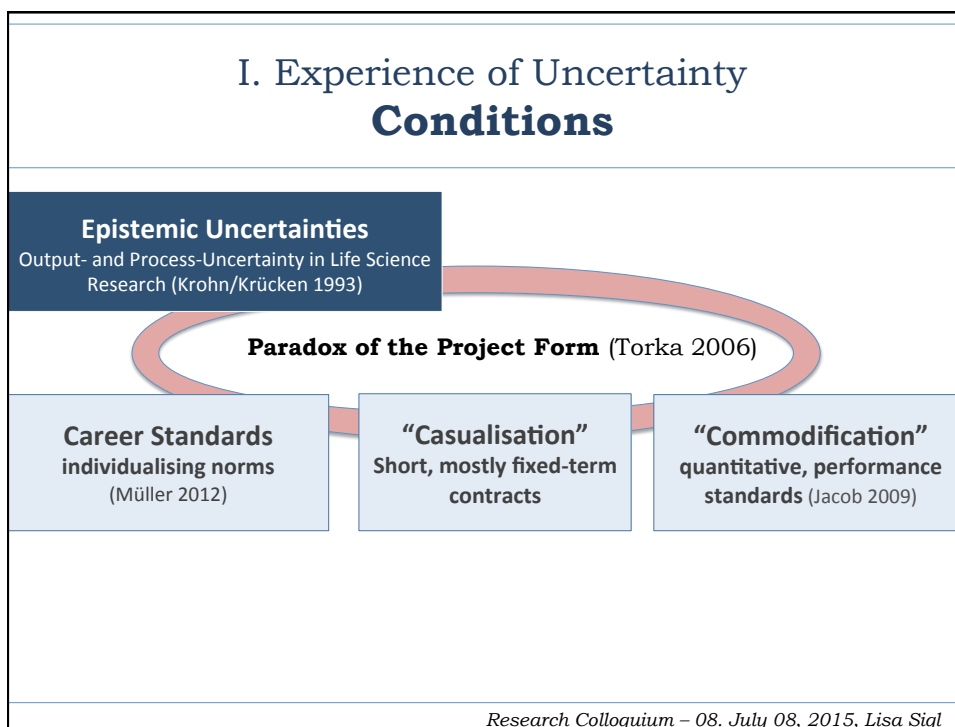 I. Experience of Uncertainty
Conditions
Epistemic Uncertainties
Output- and Process-Uncertainty in Life Science
Research (Krohn/Krücken 1993)
Paradox of the Project Form (Torka 2006)
Career Standards
individualising norms
(Müller 2012)
“Casualisation”
Short, mostly fixed-term
contracts
“Commodification”
quantitative, performance
standards (Jacob 2009)
Research Colloquium – 08. July 08, 2015, Lisa Sigl